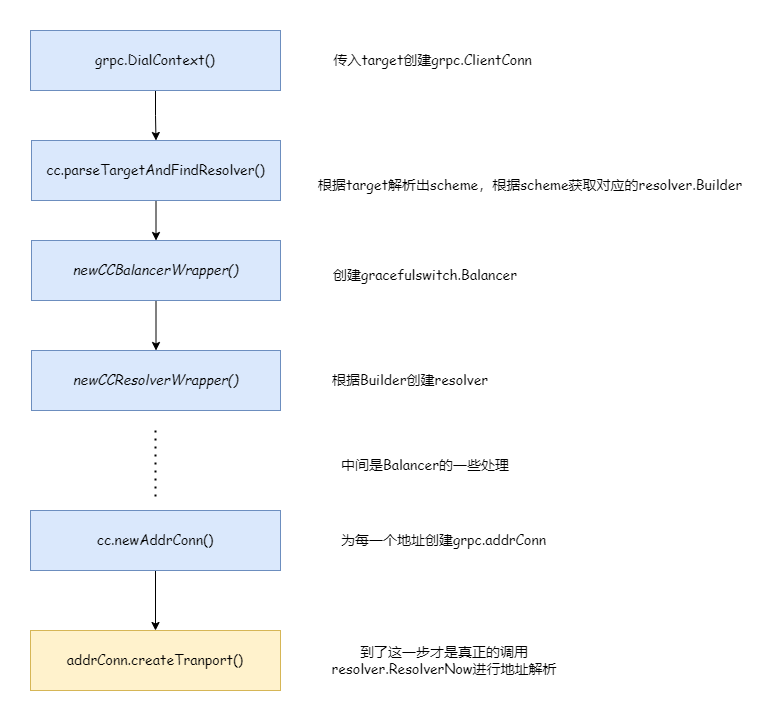 grpc.DialContext()
传入target创建grpc.ClientConn
cc.parseTargetAndFindResolver()
根据target解析出scheme，根据scheme获取对应的resolver.Builder
newCCBalancerWrapper()
创建gracefulswitch.Balancer
newCCResolverWrapper()
根据Builder创建resolver
中间是Balancer的一些处理
cc.newAddrConn()
为每一个地址创建grpc.addrConn
addrConn.createTranport()
到了这一步才是真正的调用
resolver.ResolverNow进行地址解析